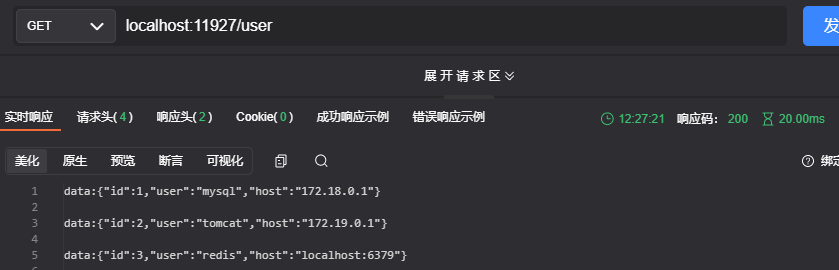 GET localhost:11927/user 发
展开请求区
实时响应 请求头(4) 响应头(2) Cookie(0) 成功响应示例 错误响应示例 12:27:21 响应码: 200 20.00ms
美化 原生 预览 断言 可视化 绑定
1 data:{"id":1,"user":"mysql","host":"172.18.0.1"}
2
3 data:{"id":2,"user":"tomcat","host":"172.19.0.1"}
4
5 data:{"id":3,"user":"redis","host":"localhost:6379"}